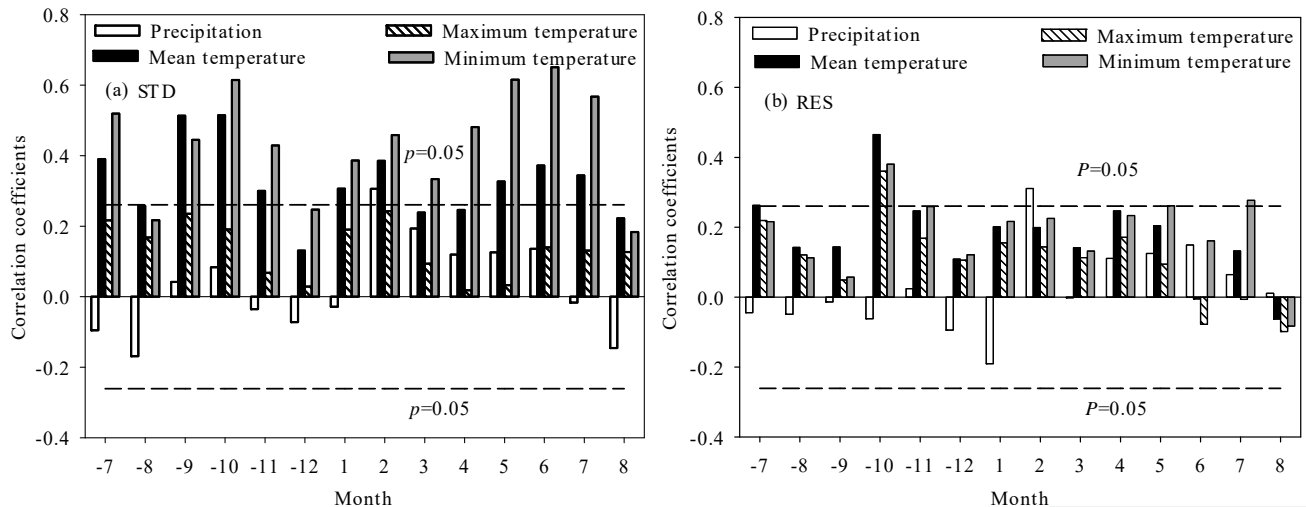 0.8
0.6
0.4
0.2
0.0
-0.2
-0.4
Correlation coefficients
Precipitation
Maximum temperature
Mean temperature
Minimum temperature
(a) STD
p=0.05
p=0.05
-7 -8 -9 -10 -11 -12 1 2 3 4 5 6 7 8
Month
0.8
0.6
0.4
0.2
0.0
-0.2
-0.4
Correlation coefficients
Precipitation
Maximum temperature
Mean temperature
Minimum temperature
(b) RES
P=0.05
P=0.05
-7 -8 -9 -10 -11 -12 1 2 3 4 5 6 7 8
Month